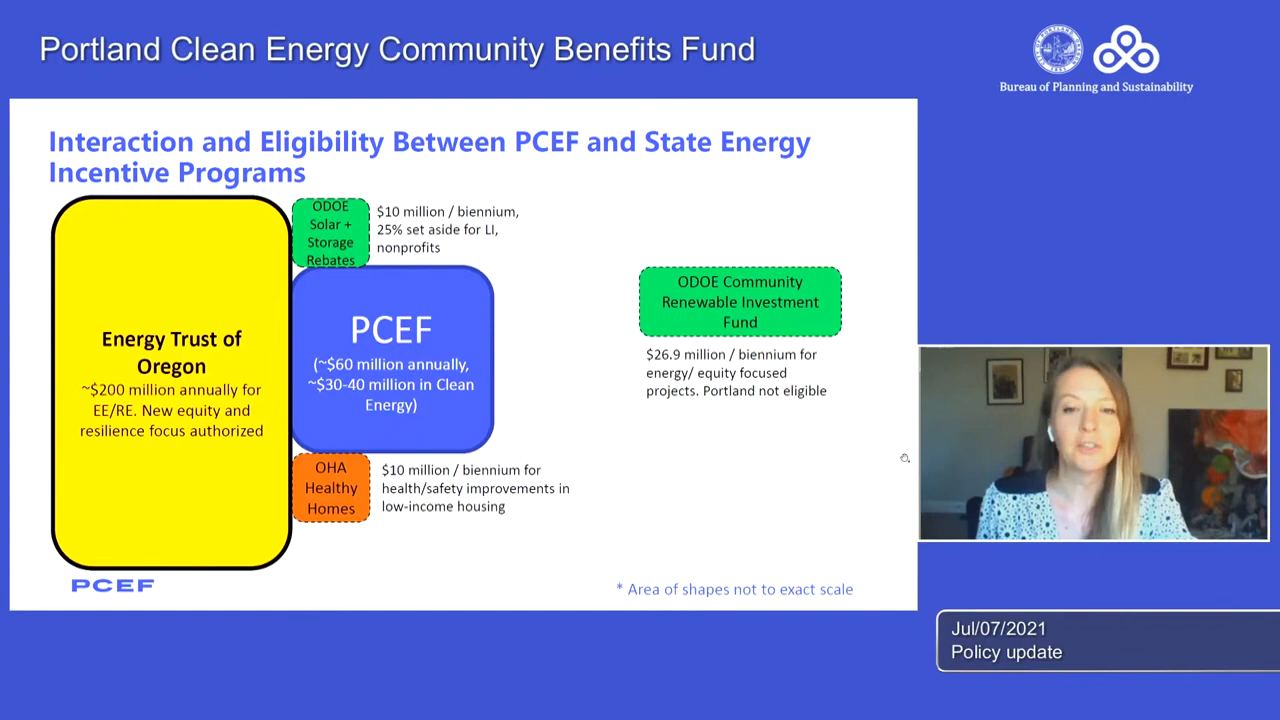 Portland Clean Energy Community Benefits Fund
Bureau of Planning and Sustainability
Interaction and Eligibility Between PCEF and State Energy
Incentive Programs
ODOE
Solar +
Storage
Rebates
$10 million / biennium,
25% set aside for LI,
nonprofits
Energy Trust of
Oregon
~$200 million annually for
EE/RE. New equity and
resilience focus authorized
PCEF
(~$60 million annually,
~$30-40 million in Clean
Energy)
ODOE Community
Renewable Investment
Fund
$26.9 million / biennium for
energy/ equity focused
projects. Portland not eligible
OHA
Healthy
Homes
$10 million / biennium for
health/safety improvements in
low-income housing
PCEF
* Area of shapes not to exact scale
Jul/07/2021
Policy update